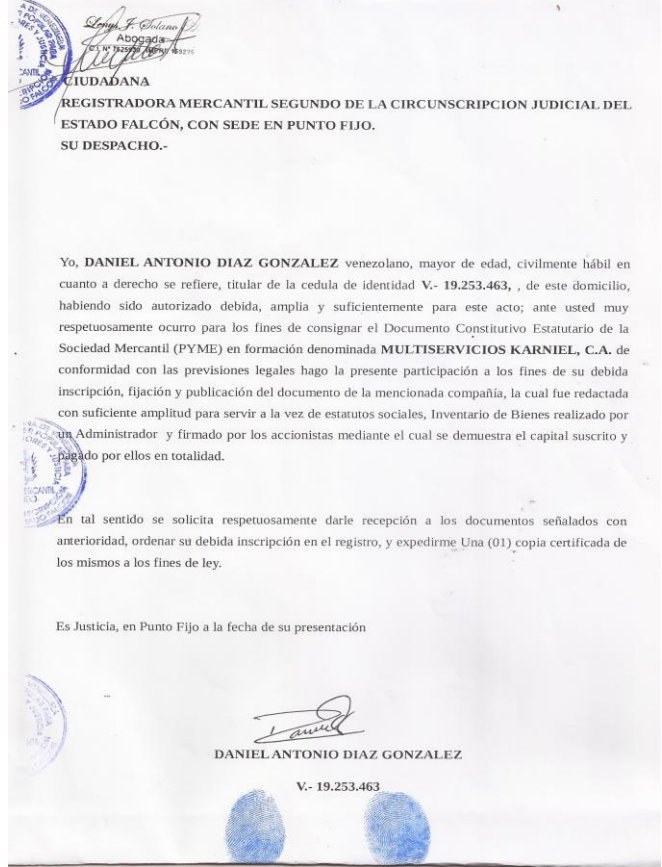 Abogada
CIUDADANA
REGISTRADORA MERCANTIL SEGUNDO DE LA CIRCUNSCRIPCION JUDICIAL DEL
ESTADO FALCÓN, CON SEDE EN PUNTO FIJO.
SU DESPACHO.-
Yo, DANIEL ANTONIO DIAZ GONZALEZ venezolano, mayor de edad, civilmente hábil en
cuanto a derecho se refiere, titular de la cedula de identidad V.- 19.253.463, , de este domicilio,
habiendo sido autorizado debida, amplia y suficientemente para este acto; ante usted muy
respetuosamente ocurro para los fines de consignar el Documento Constitutivo Estatutario de la
Sociedad Mercantil (PYME) en formación denominada MULTISERVICIOS KARNIEL, C.A. de
conformidad con las previsiones legales hago la presente participación a los fines de su debida
inscripción, fijación y publicación del documento de la mencionada compañía, la cual fue redactada
con suficiente amplitud para servir a la vez de estatutos sociales, Inventario de Bienes realizado por
un Administrador y firmado por los accionistas mediante el cual se demuestra el capital suscrito y
pagado por ellos en totalidad.
En tal sentido se solicita respetuosamente darle recepción a los documentos señalados con
anterioridad, ordenar su debida inscripción en el registro, y expedirme Una (01) copia certificada de
los mismos a los fines de ley.
Es Justicia, en Punto Fijo a la fecha de su presentación
DANIEL ANTONIO DIAZ GONZALEZ
V.- 19.253.463